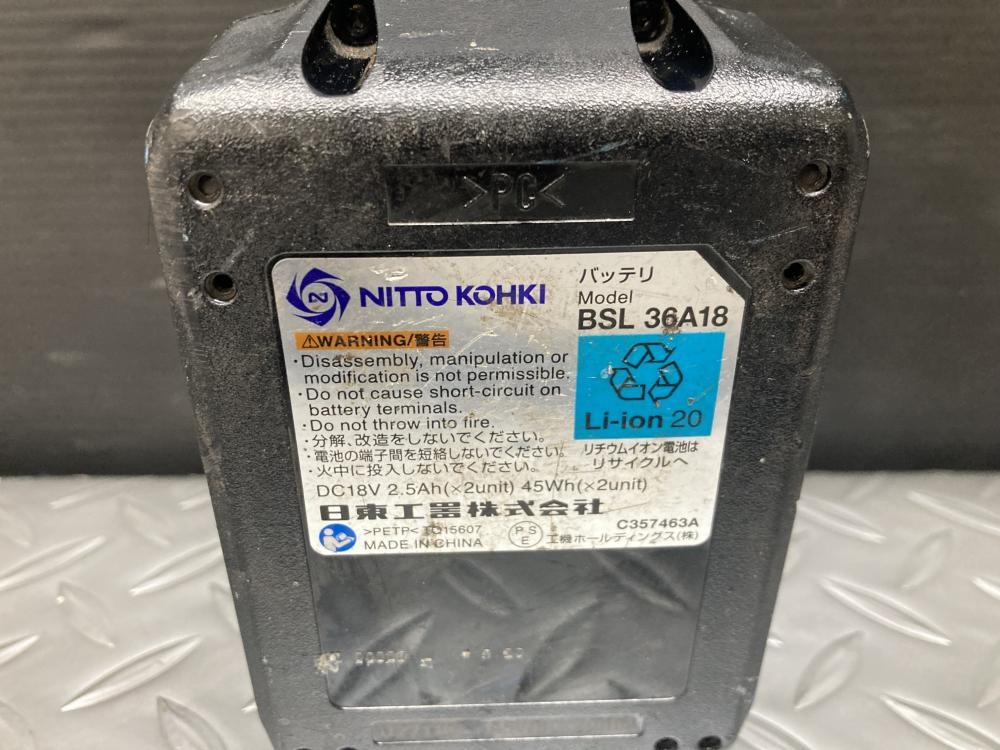 >PC<
NITTO KOHKI
バッテリ
Model
BSL 36A18
⚠WARNING/警告
・Disassembly, manipulation or
modification is not permissible.
・Do not cause short-circuit on
battery terminals.
・Do not throw into fire.
・分解、改造をしないでください。
・電池の端子間を短絡しないでください。
・火中に投入しないでください。
Li-ion 20
リチウムイオン電池は
リサイクルへ
DC18V 2.5Ah(×2unit) 45Wh(×2unit)
日東工器株式会社
C357463A
>PETP< TO15607
MADE IN CHINA
PSE
工機ホールディングス(株)